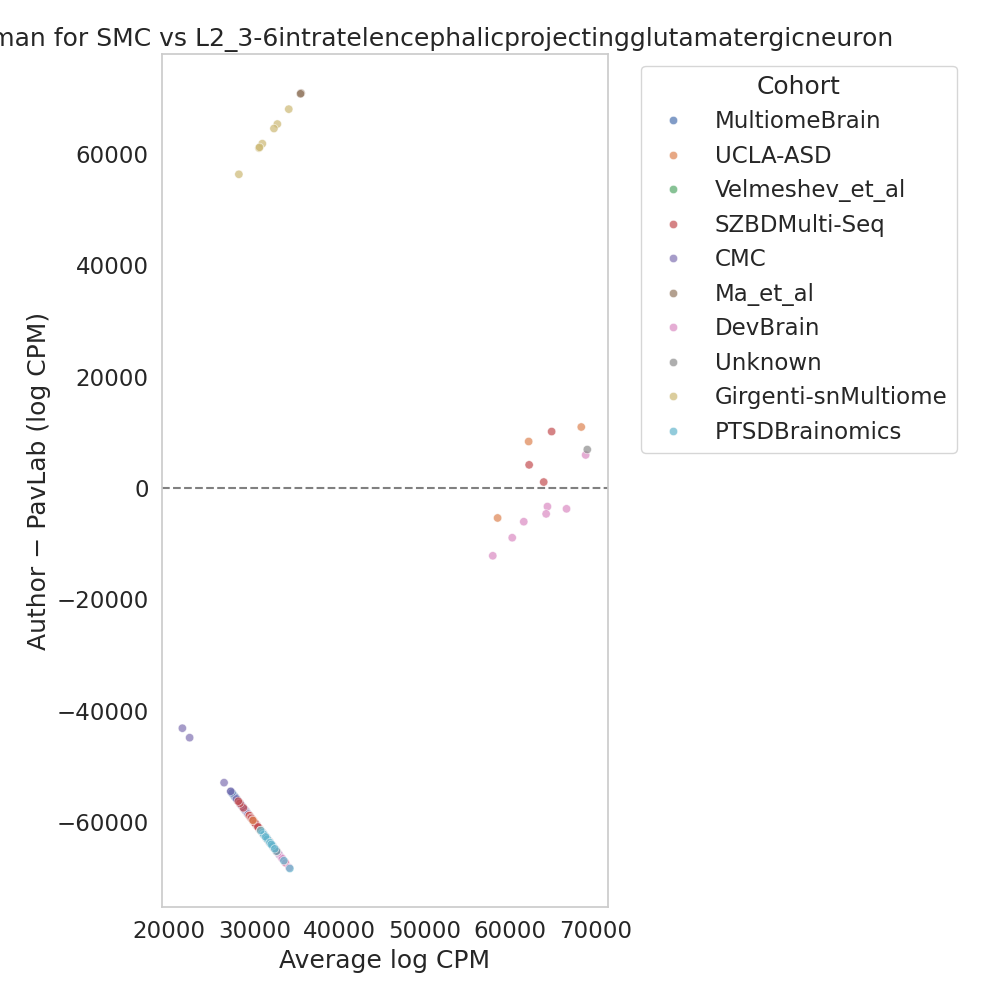 man for SMC vs L2_3-6intratelencephalicprojectingglutamatergicneuron
Cohort
MultiomeBrain
UCLA-ASD
Velmeshev_et_al
SZBDMulti-Seq
CMC
Ma_et_al
DevBrain
Unknown
Girgenti-snMultiome
PTSDBrainomics
Author − PavLab (log CPM)
60000
40000
20000
0
−20000
−40000
−60000
20000 30000 40000 50000 60000 70000
Average log CPM